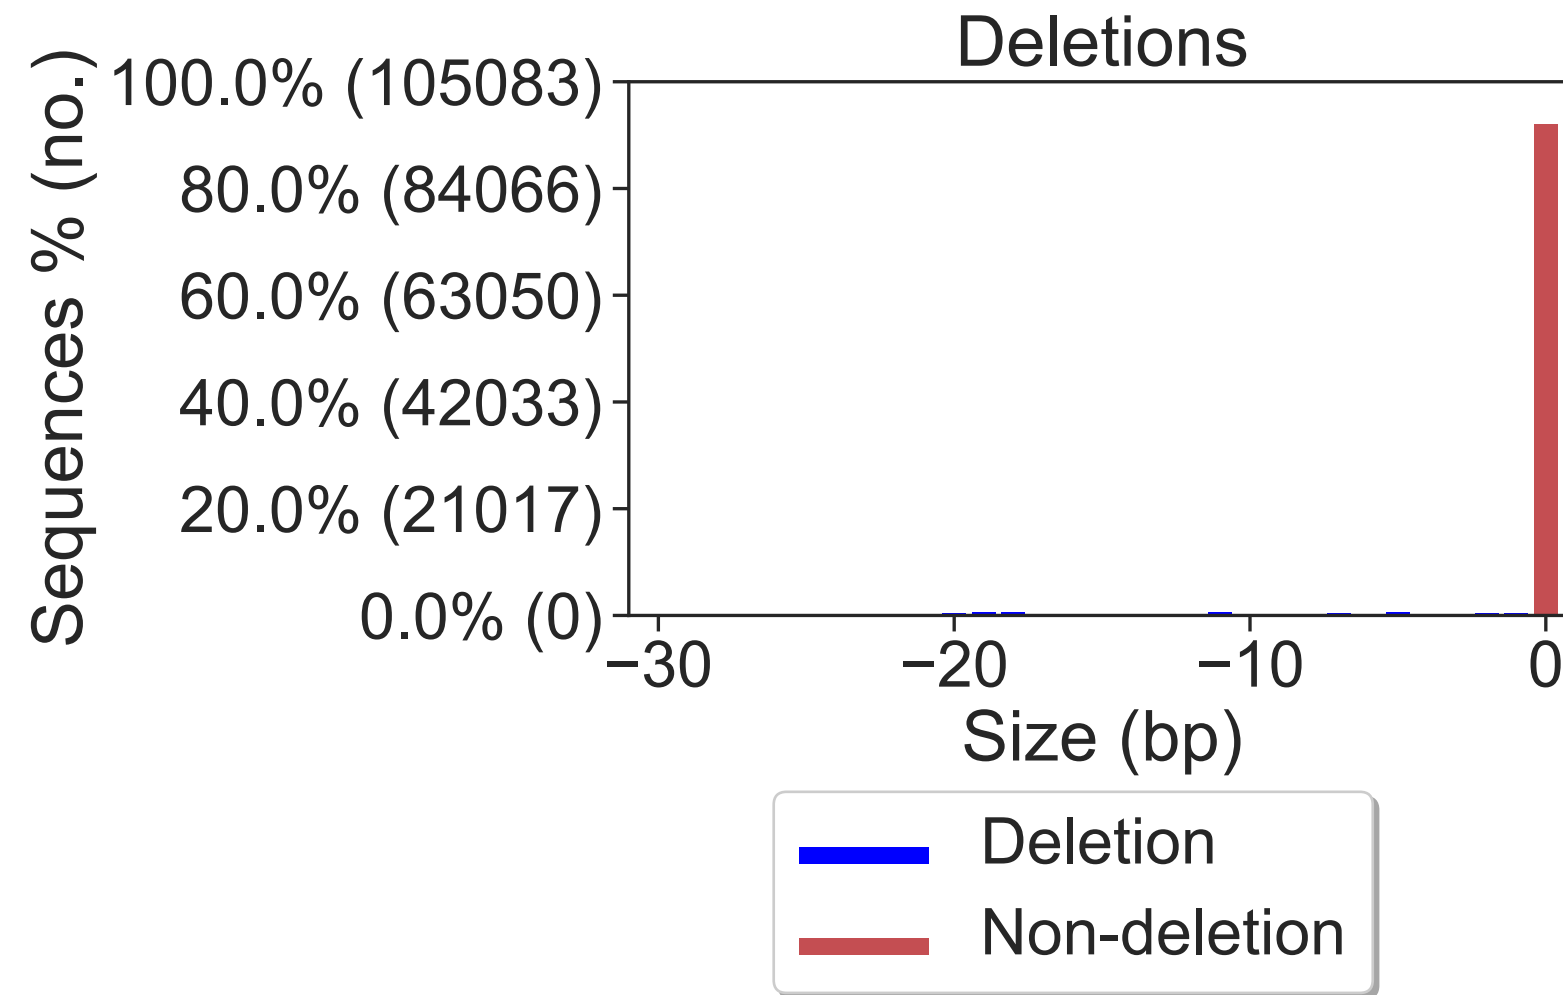 Deletions
Sequences % (no.)
100.0% (105083)
80.0% (84066)
60.0% (63050)
40.0% (42033)
20.0% (21017)
0.0% (0)
−30 −20 −10 0
Size (bp)
Deletion
Non-deletion